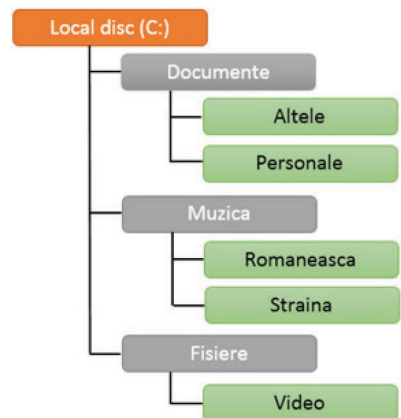 Local disc (C:)
Documente
Altele
Personale
Muzica
Romaneasca
Straina
Fisiere
Video